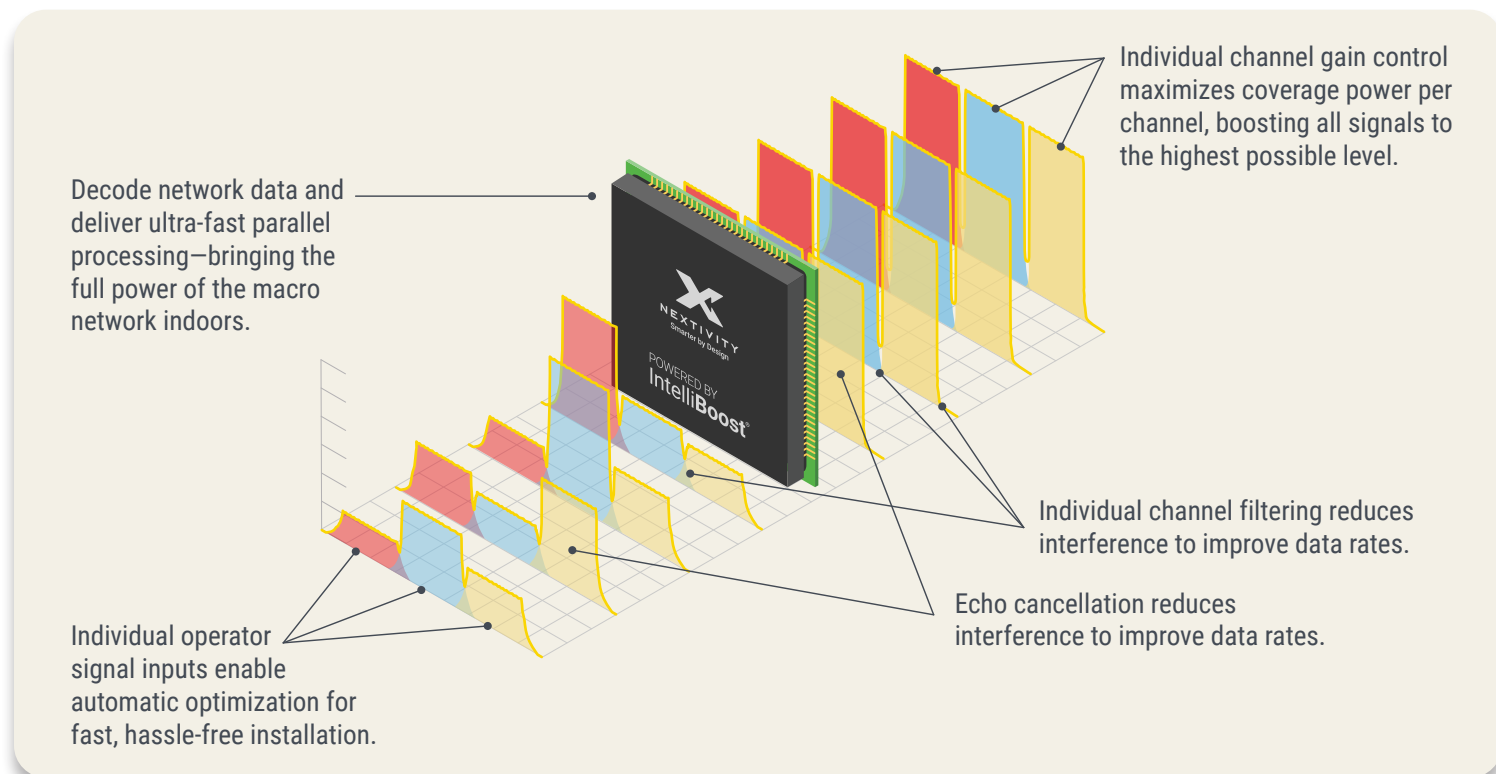 Individual channel gain control
maximizes coverage power per
channel, boosting all signals to
the highest possible level.
Decode network data and
deliver ultra-fast parallel
processing—bringing the
full power of the macro
network indoors.
NEXTIVITY
Smarter by Design
POWERED BY
IntelliBoost®
Individual channel filtering reduces
interference to improve data rates.
Echo cancellation reduces
interference to improve data rates.
Individual operator
signal inputs enable
automatic optimization for
fast, hassle-free installation.